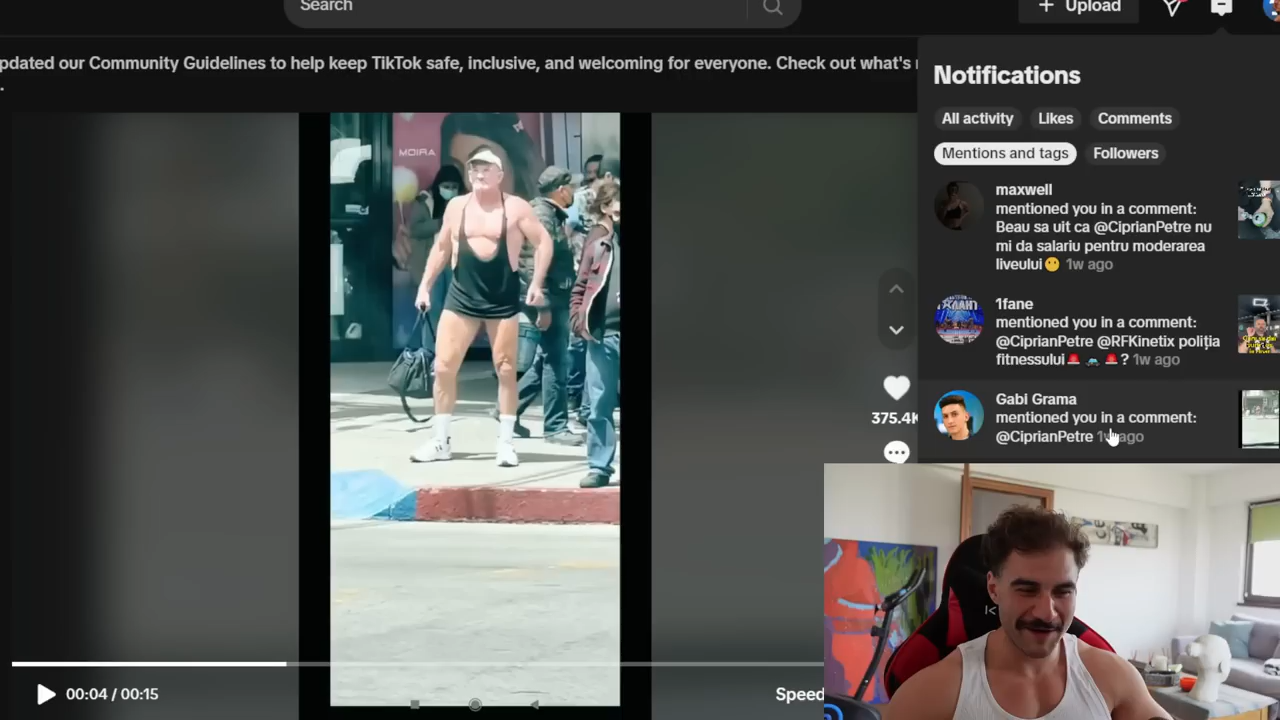 Search
Upload
pdated our Community Guidelines to help keep TikTok safe, inclusive, and welcoming for everyone. Check out what's
.
Notifications
All activity
Likes
Comments
Mentions and tags
Followers
maxwell
mentioned you in a comment:
Beau sa uit ca @CiprianPetre nu
mi da salariu pentru moderarea
liveului😶 1w ago
1fane
mentioned you in a comment:
@CiprianPetre @RFKinetix poliția
fitnessului🚨 🚓 🚨? 1w ago
Gabi Grama
mentioned you in a comment:
@CiprianPetre 1w ago
MOIRA
375.4K
00:04 / 00:15
Speed